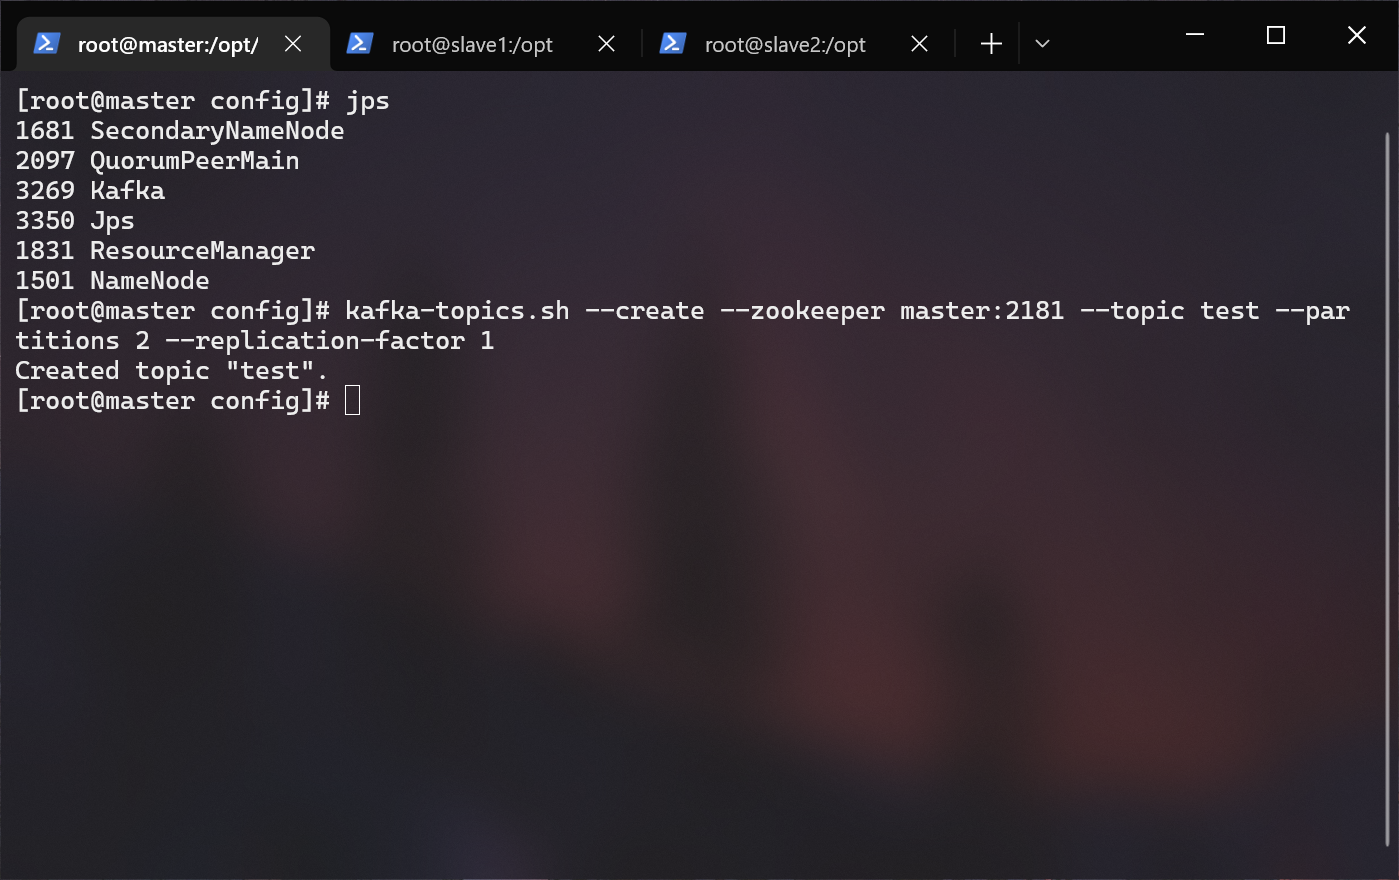 root@master:/opt/
root@slave1:/opt
root@slave2:/opt
[root@master config]# jps
1681 SecondaryNameNode
2097 QuorumPeerMain
3269 Kafka
3350 Jps
1831 ResourceManager
1501 NameNode
[root@master config]# kafka-topics.sh --create --zookeeper master:2181 --topic test --par
titions 2 --replication-factor 1
Created topic "test".
[root@master config]#